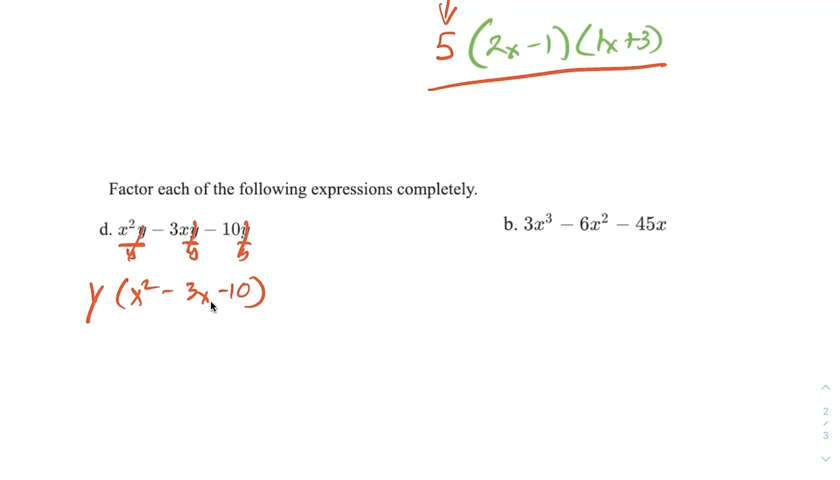 5 (2x - 1) (1x + 3)
Factor each of the following expressions completely.
d. x²y − 3xy − 10y
y y y
b. 3x³ − 6x² − 45x
y (x² - 3x - 10)
2
/
3